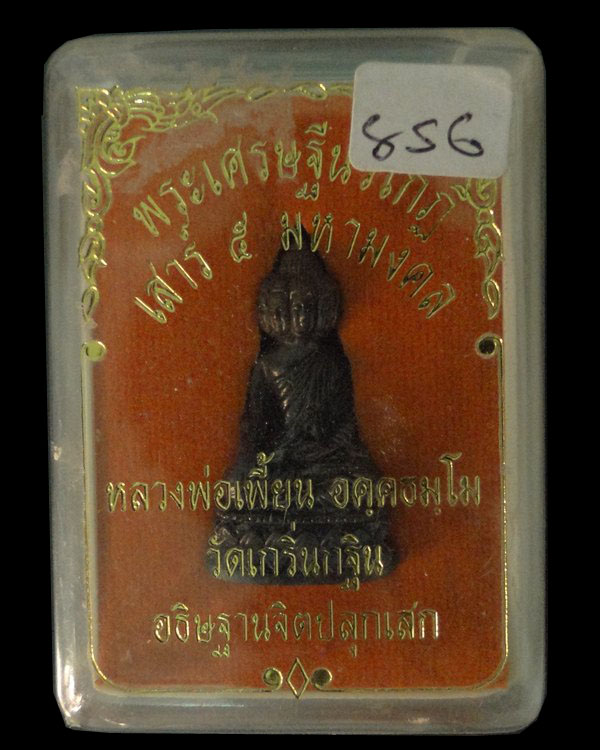 856
พระเศรษฐีนวโกฏิ
เสาร์ ๕ มหามงคล
หลวงพ่อเพี้ยน อคฺคธมฺโม
วัดเกริ่นกฐิน
อธิษฐานจิตปลุกเสก